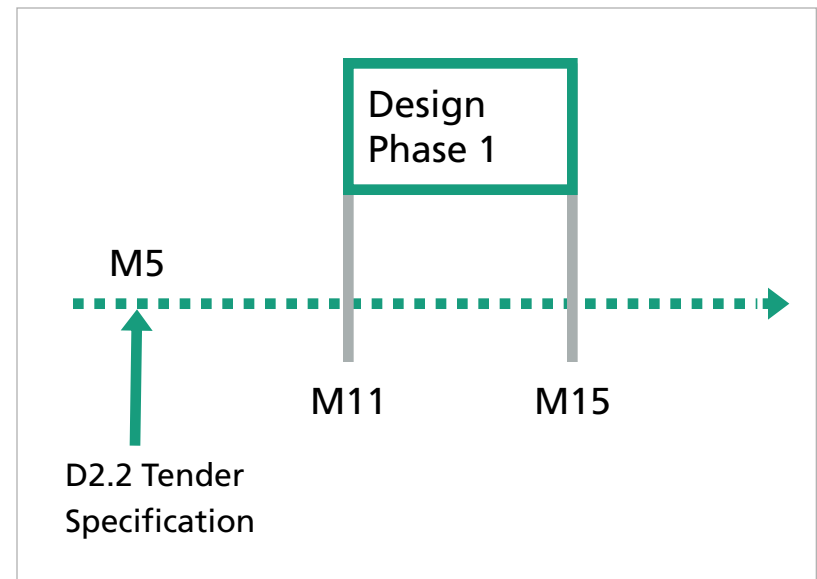 Design
Phase 1
M5
M11
M15
D2.2 Tender
Specification